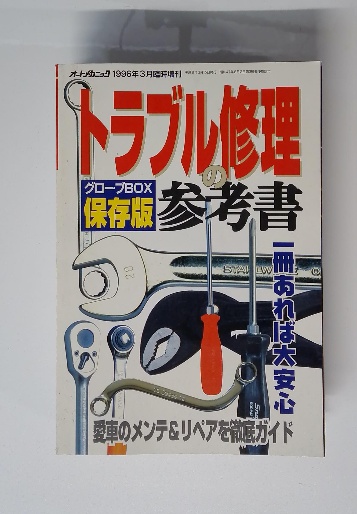 オートメカニック 1996年3月臨時増刊
トラブル修理
の
参考書
グローブBOX
保存版
一冊あれば大安心
STAHLWILLE
20
愛車のメンテ&リペアを徹底ガイド